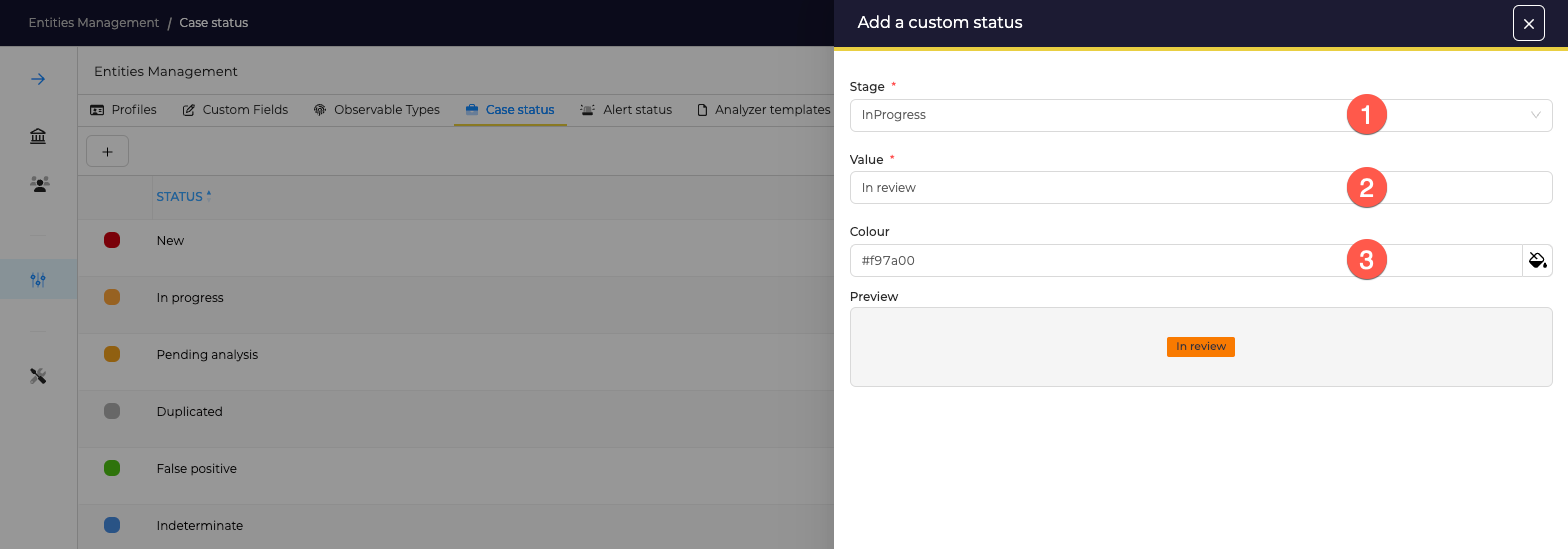 Entities Management / Case status
Entities Management
Profiles Custom Fields Observable Types Case status Alert status Analyzer templates
+
STATUS
New
In progress
Pending analysis
Duplicated
False positive
Indeterminate
Add a custom status
Stage *
InProgress 1
Value *
In review 2
Colour
#f97a00 3
Preview
In review